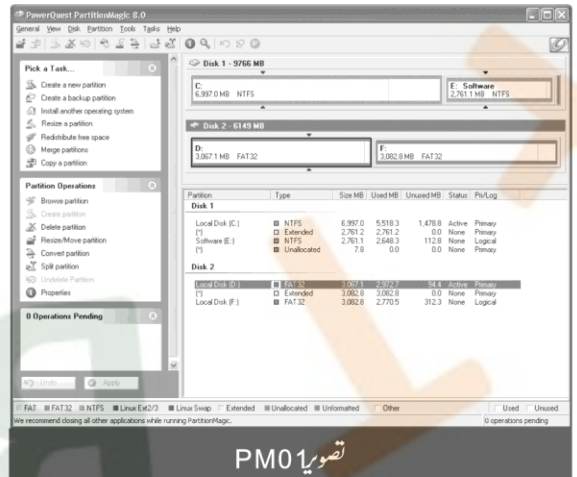 PowerQuest PartitionMagic 8.0
General View Disk Partition Tools Tasks Help
Pick a Task...
Create a new partition
Create a backup partition
Install another operating system
Resize a partition
Redistribute free space
Merge partitions
Copy a partition
Partition Operations
Browse partition
Create partition
Delete partition
Resize/Move partition
Convert partition
Split partition
Undelete Partition
Properties
0 Operations Pending
Undo
Apply
Disk 1 - 9766 MB
C:
6,997.0 MB NTFS
E: Software
2,761.1 MB NTFS
Disk 2 - 6149 MB
D:
3,067.1 MB FAT32
F:
3,082.8 MB FAT32
Partition Type Size MB Used MB Unused MB Status Pri/Log
Disk 1
Local Disk (C:) NTFS 6,997.0 5,518.3 1,478.8 Active Primary
(*) Extended 2,761.2 2,761.2 0.0 None Primary
Software (E:) NTFS 2,761.1 2,648.3 112.8 None Logical
(*) Unallocated 7.8 0.0 0.0 None Primary
Disk 2
Local Disk (D:) FAT32 3,067.1 2,972.7 94.4 Active Primary
(*) Extended 3,082.8 3,082.8 0.0 None Primary
Local Disk (F:) FAT32 3,082.8 2,770.5 312.3 None Logical
FAT FAT32 NTFS Linux Ext2/3 Linux Swap Extended Unallocated Unformatted Other Used Unused
We recommend closing all other applications while running PartitionMagic. 0 operations pending
تصویر PM01